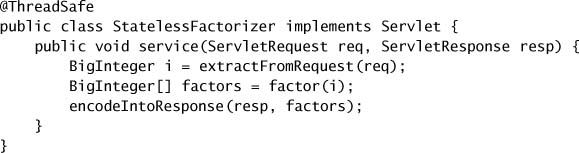 @ThreadSafe
public class StatelessFactorizer implements Servlet {
    public void service(ServletRequest req, ServletResponse resp) {
        BigInteger i = extractFromRequest(req);
        BigInteger[] factors = factor(i);
        encodeIntoResponse(resp, factors);
    }
}